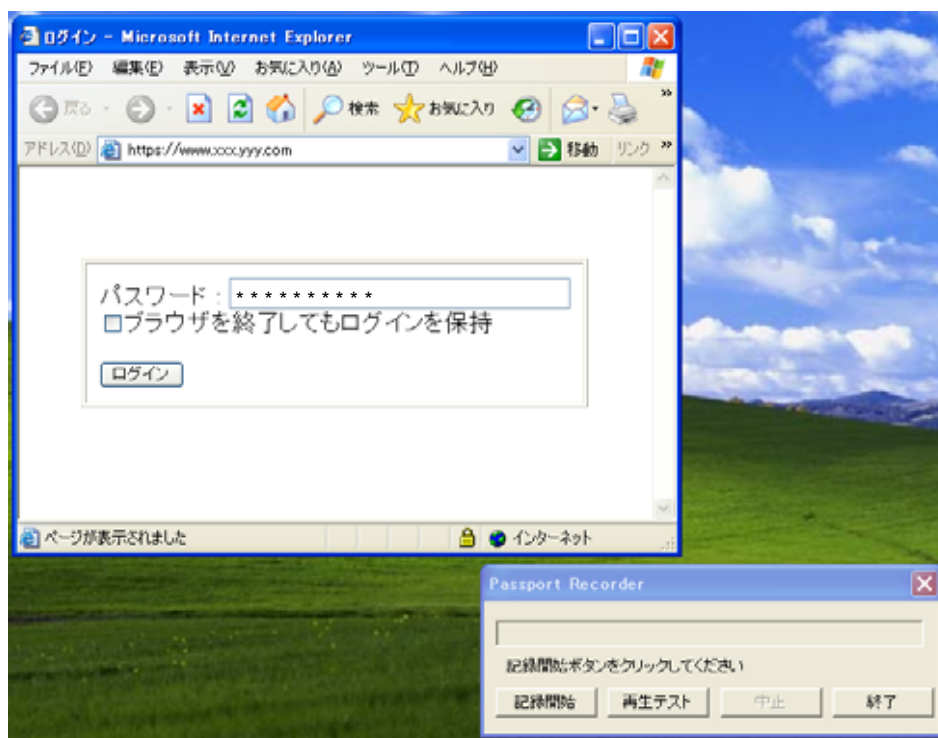 ログイン - Microsoft Internet Explorer
ファイル(F) 編集(E) 表示(V) お気に入り(A) ツール(T) ヘルプ(H)
戻る 検索 お気に入り »
アドレス(D) https://www.xxx.yyy.com 移動 リンク »
パスワード : **********
ブラウザを終了してもログインを保持
ログイン
ページが表示されました インターネット
Passport Recorder
記録開始ボタンをクリックしてください
記録開始 再生テスト 中止 終了